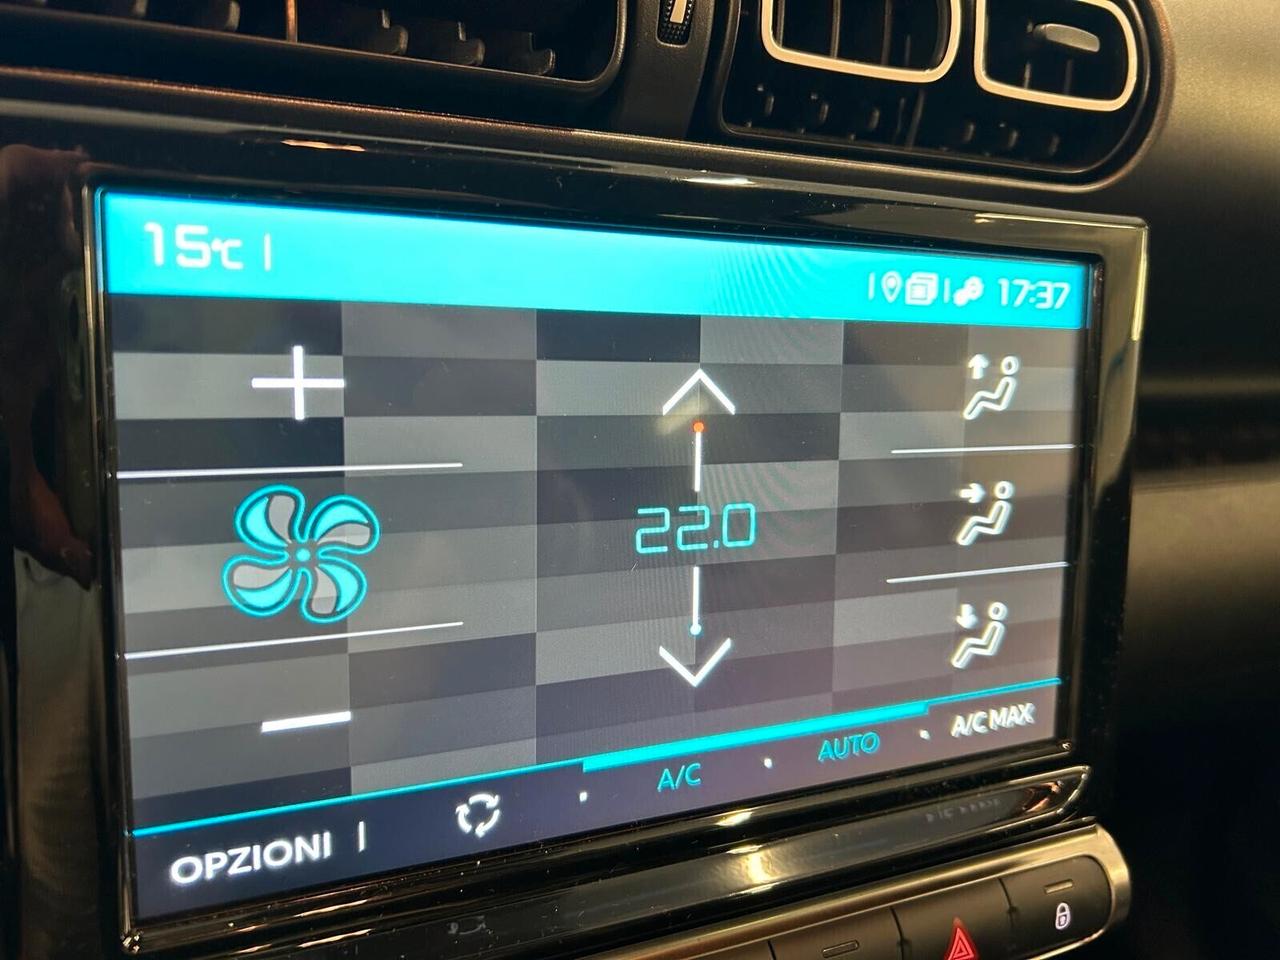 15°C |
17:37
22.0
A/C MAX
AUTO
A/C
OPZIONI |